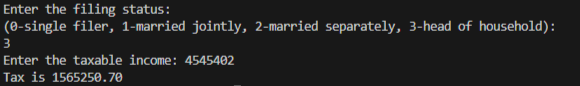 Enter the filing status:
(0-single filer, 1-married jointly, 2-married separately, 3-head of household):
3
Enter the taxable income: 4545402
Tax is 1565250.70